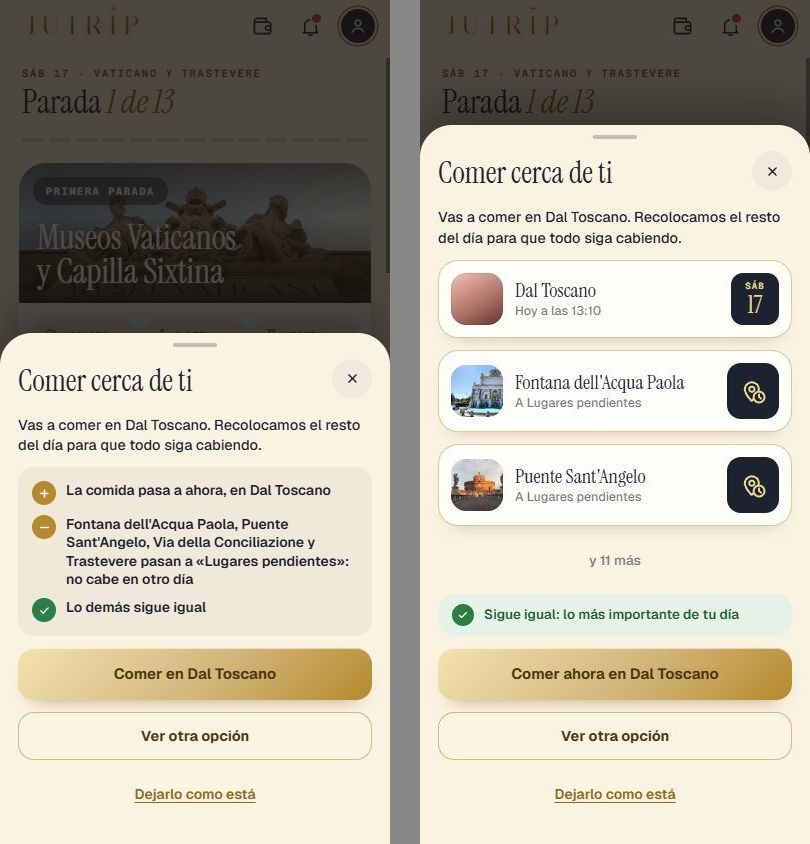 JUTRIP
SÁB 17 · VATICANO Y TRASTEVERE
Parada 1 de 13
PRIMERA PARADA
Museos Vaticanos
y Capilla Sixtina
Comer cerca de ti
Vas a comer en Dal Toscano. Recolocamos el resto
del día para que todo siga cabiendo.
La comida pasa a ahora, en Dal Toscano
Fontana dell'Acqua Paola, Puente
Sant'Angelo, Via della Conciliazione y
Trastevere pasan a «Lugares pendientes»:
no cabe en otro día
Lo demás sigue igual
Comer en Dal Toscano
Ver otra opción
Dejarlo como está
JUTRIP
SÁB 17 · VATICANO Y TRASTEVERE
Parada 1 de 13
Comer cerca de ti
Vas a comer en Dal Toscano. Recolocamos el resto
del día para que todo siga cabiendo.
Dal Toscano
Hoy a las 13:10
SÁB
17
Fontana dell'Acqua Paola
A Lugares pendientes
Puente Sant'Angelo
A Lugares pendientes
y 11 más
Sigue igual: lo más importante de tu día
Comer ahora en Dal Toscano
Ver otra opción
Dejarlo como está